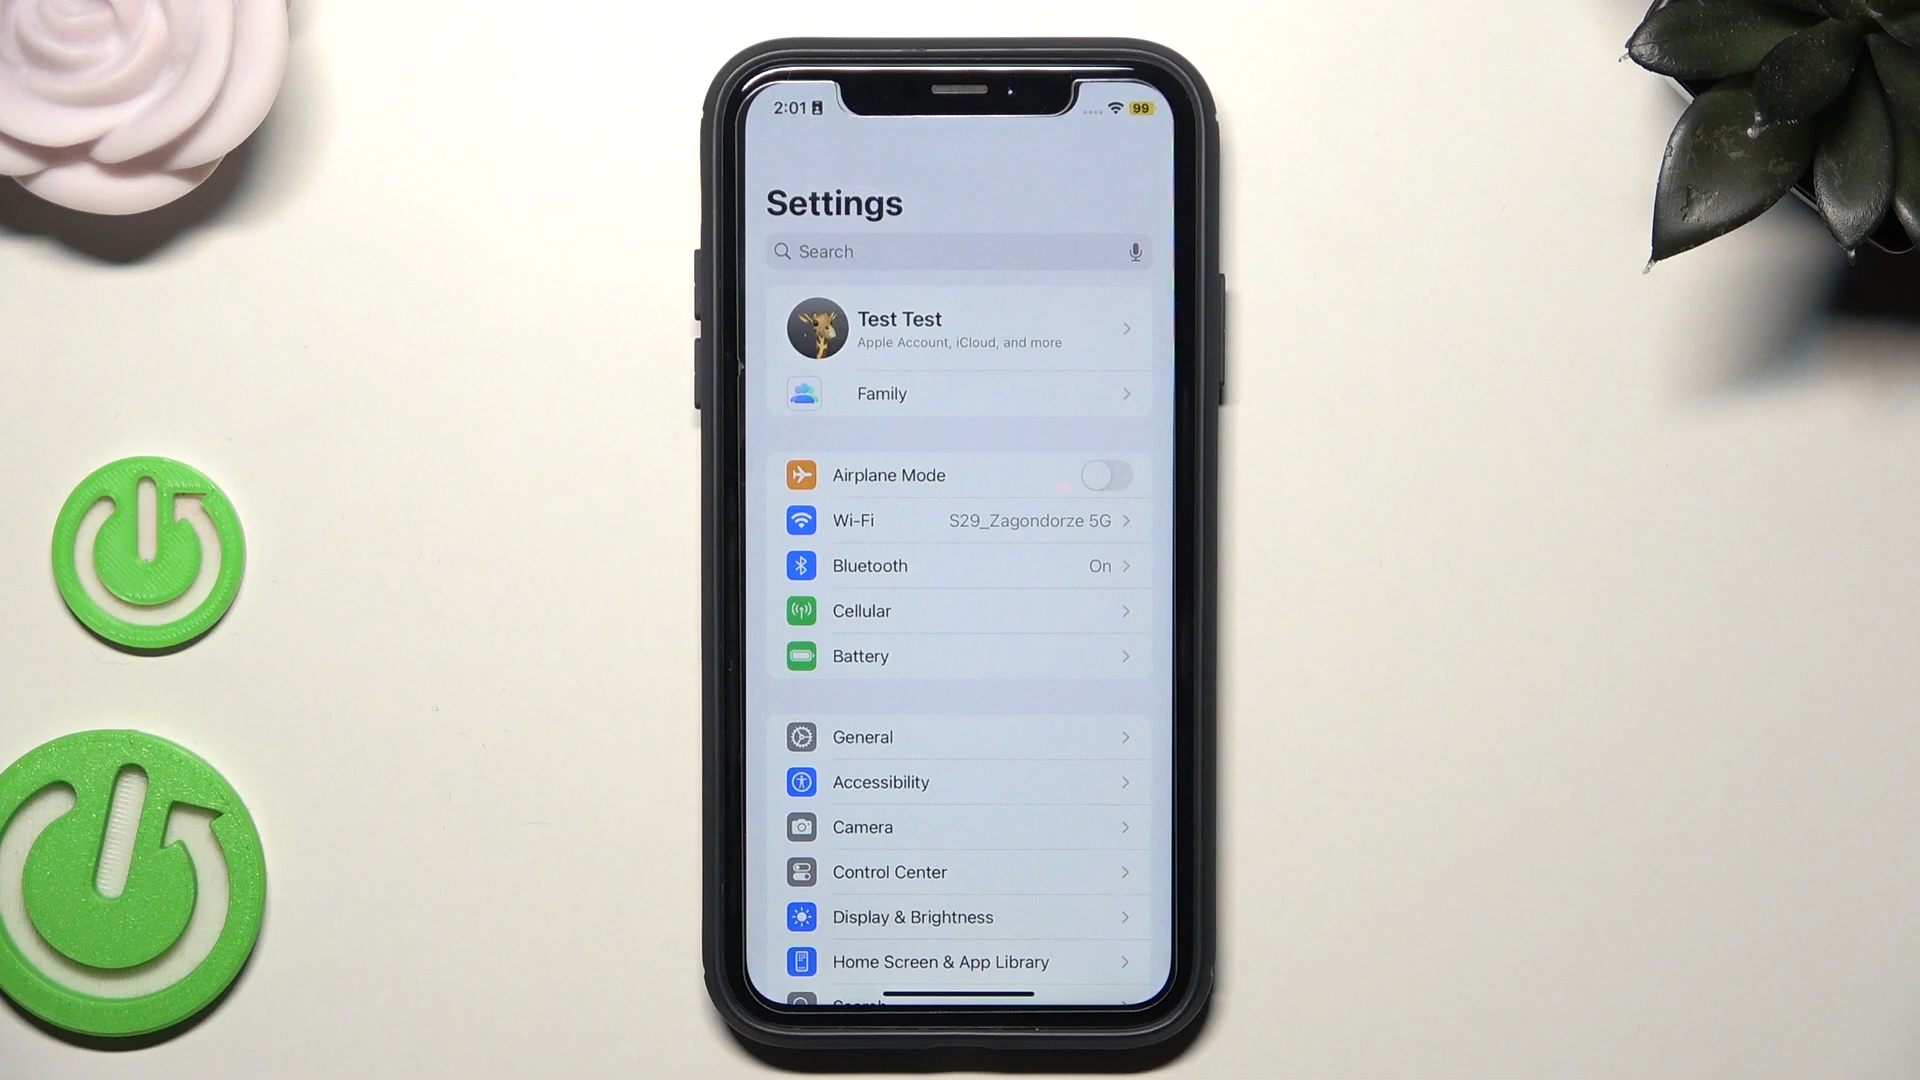 2:01 99
Settings
Search
Test Test
Apple Account, iCloud, and more
Family
Airplane Mode
Wi-Fi S29_Zagondorze 5G
Bluetooth On
Cellular
Battery
General
Accessibility
Camera
Control Center
Display & Brightness
Home Screen & App Library
Search